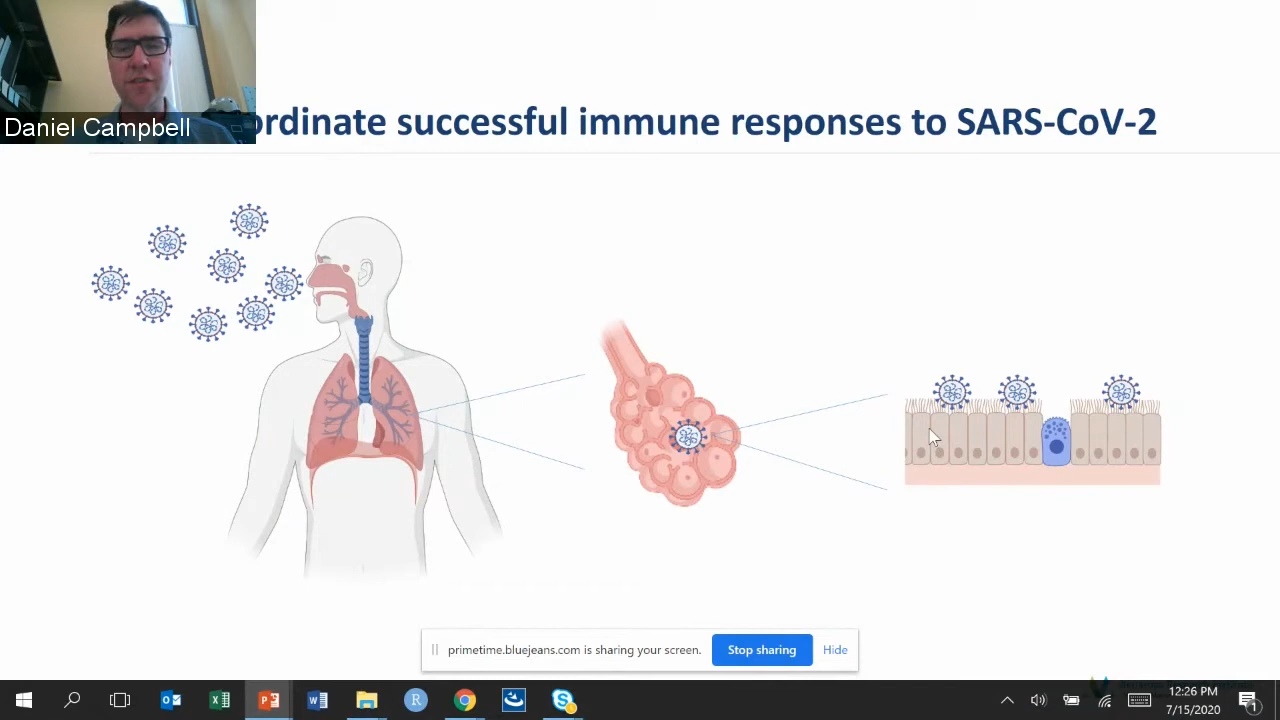 Daniel Campbell
ordinate successful immune responses to SARS-CoV-2
primetime.bluejeans.com is sharing your screen.
Stop sharing
Hide
12:26 PM
7/15/2020
1